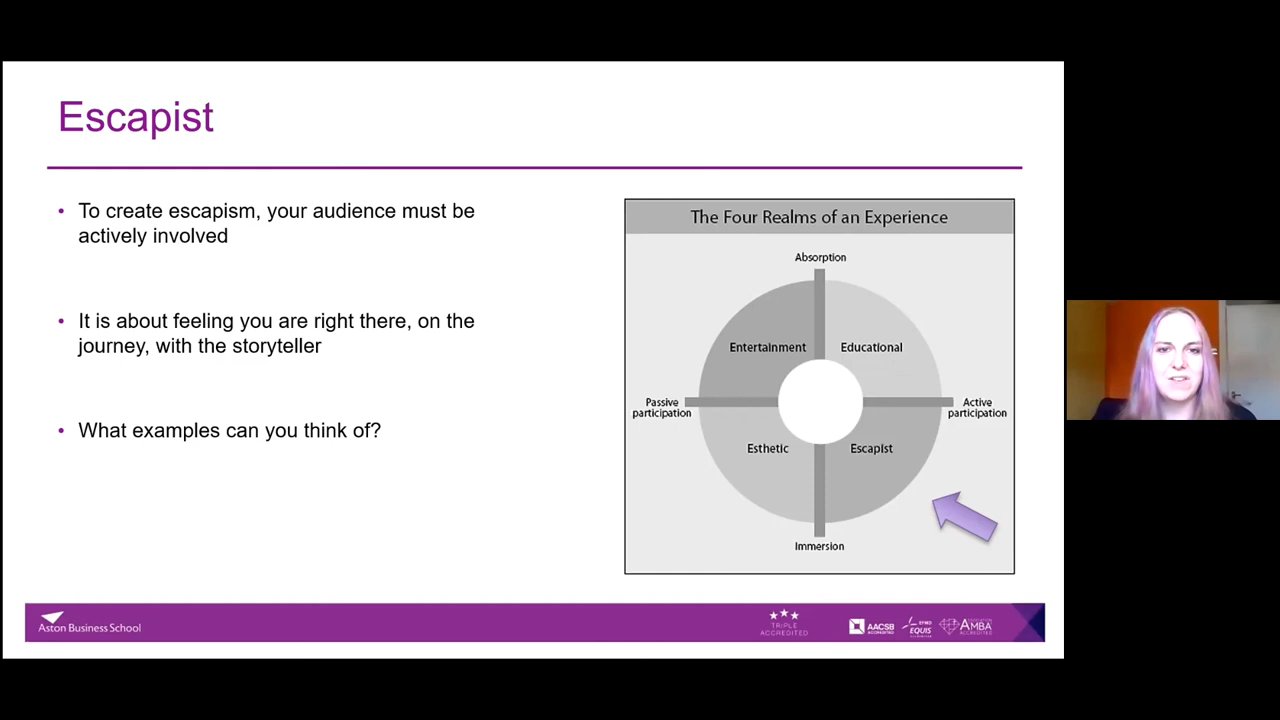 Escapist
• To create escapism, your audience must be
actively involved
• It is about feeling you are right there, on the
journey, with the storyteller
• What examples can you think of?
The Four Realms of an Experience
Absorption
Entertainment
Educational
Passive
participation
Active
participation
Esthetic
Escapist
Immersion
Aston Business School
TRIPLE
ACCREDITED
AACSB
ACCREDITED
EFMD
EQUIS
ACCREDITED
AMBA
ACCREDITED